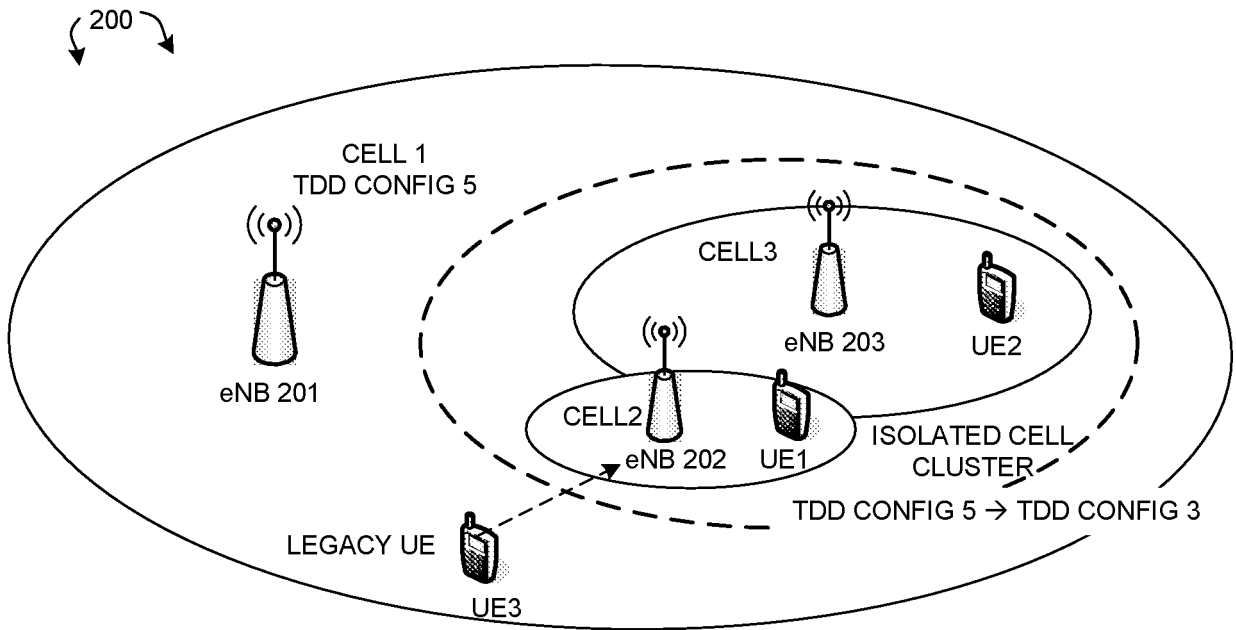 200
CELL 1
TDD CONFIG 5
CELL3
eNB 203
UE2
eNB 201
CELL2
eNB 202
UE1
ISOLATED CELL
CLUSTER
TDD CONFIG 5 → TDD CONFIG 3
LEGACY UE
UE3